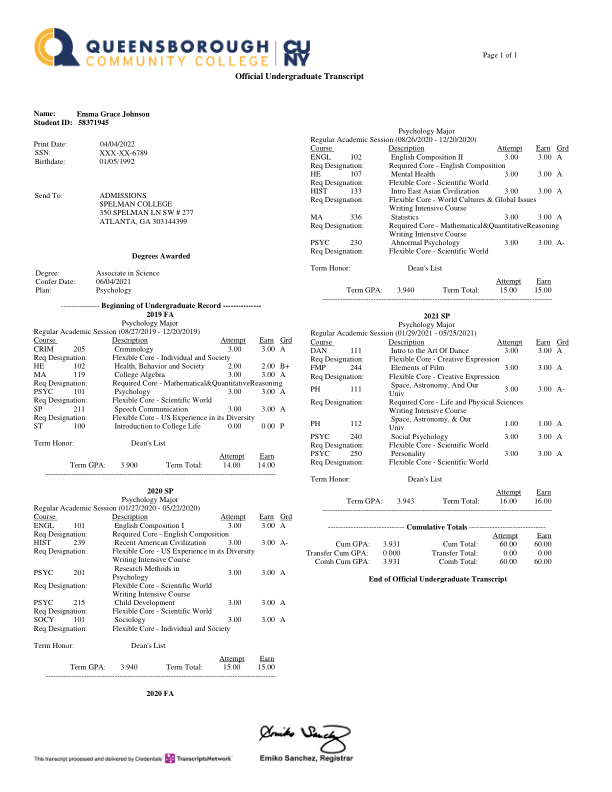 QUEENSBOROUGH
COMMUNITY COLLEGE
CU
NY
Page 1 of 1
Official Undergraduate Transcript
Name: Emma Grace Johnson
Student ID: 58371945
Print Date: 04/04/2022
SSN: XXX-XX-6789
Birthdate: 01/05/1992
Send To: ADMISSIONS
SPELMAN COLLEGE
350 SPELMAN LN SW # 277
ATLANTA, GA 303144399
Degrees Awarded
Degree: Associate in Science
Confer Date: 06/04/2021
Plan: Psychology
--------------- Beginning of Undergraduate Record ---------------
2019 FA
Psychology Major
Regular Academic Session (08/27/2019 - 12/20/2019)
Course Description Attempt Earn Grd
CRIM 205 Criminology 3.00 3.00 A
Req Designation: Flexible Core - Individual and Society
HE 102 Health, Behavior and Society 2.00 2.00 B+
MA 119 College Algebra 3.00 3.00 A
Req Designation: Required Core - Mathematical&QuantitativeReasoning
PSYC 101 Psychology 3.00 3.00 A
Req Designation: Flexible Core - Scientific World
SP 211 Speech Communication 3.00 3.00 A
Req Designation: Flexible Core - US Experience in its Diversity
ST 100 Introduction to College Life 0.00 0.00 P
Term Honor: Dean's List
Attempt Earn
Term GPA: 3.900 Term Total: 14.00 14.00
2020 SP
Psychology Major
Regular Academic Session (01/27/2020 - 05/22/2020)
Course Description Attempt Earn Grd
ENGL 101 English Composition I 3.00 3.00 A
Req Designation: Required Core - English Composition
HIST 239 Recent American Civilization 3.00 3.00 A-
Req Designation: Flexible Core - US Experience in its Diversity
Writing Intensive Course
PSYC 201 Research Methods in
Psychology 3.00 3.00 A
Req Designation: Flexible Core - Scientific World
Writing Intensive Course
PSYC 215 Child Development 3.00 3.00 A
Req Designation: Flexible Core - Scientific World
SOCY 101 Sociology 3.00 3.00 A
Req Designation: Flexible Core - Individual and Society
Term Honor: Dean's List
Attempt Earn
Term GPA: 3.940 Term Total: 15.00 15.00
2020 FA
Psychology Major
Regular Academic Session (08/26/2020 - 12/20/2020)
Course Description Attempt Earn Grd
ENGL 102 English Composition II 3.00 3.00 A
Req Designation: Required Core - English Composition
HE 107 Mental Health 3.00 3.00 A
Req Designation: Flexible Core - Scientific World
HIST 133 Intro East Asian Civilization 3.00 3.00 A
Req Designation: Flexible Core - World Cultures & Global Issues
Writing Intensive Course
MA 336 Statistics 3.00 3.00 A
Req Designation: Required Core - Mathematical&QuantitativeReasoning
Writing Intensive Course
PSYC 230 Abnormal Psychology 3.00 3.00 A-
Req Designation: Flexible Core - Scientific World
Term Honor: Dean's List
Attempt Earn
Term GPA: 3.940 Term Total: 15.00 15.00
2021 SP
Psychology Major
Regular Academic Session (01/29/2021 - 05/25/2021)
Course Description Attempt Earn Grd
DAN 111 Intro to the Art Of Dance 3.00 3.00 A
Req Designation: Flexible Core - Creative Expression
FMP 244 Elements of Film 3.00 3.00 A
Req Designation: Flexible Core - Creative Expression
PH 111 Space, Astronomy, And Our
Univ 3.00 3.00 A-
Req Designation: Required Core - Life and Physical Sciences
Writing Intensive Course
PH 112 Space, Astronomy, & Our
Univ 1.00 1.00 A
PSYC 240 Social Psychology 3.00 3.00 A
Req Designation: Flexible Core - Scientific World
PSYC 250 Personality 3.00 3.00 A
Req Designation: Flexible Core - Scientific World
Term Honor: Dean's List
Attempt Earn
Term GPA: 3.943 Term Total: 16.00 16.00
------------------------------ Cumulative Totals ------------------------------
Attempt Earn
Cum GPA: 3.931 Cum Total: 60.00 60.00
Transfer Cum GPA: 0.000 Transfer Total: 0.00 0.00
Comb Cum GPA: 3.931 Comb Total: 60.00 60.00
End of Official Undergraduate Transcript
Emiko Sanchez
Emiko Sanchez, Registrar
This transcript processed and delivered by Credentials' TranscriptsNetwork™